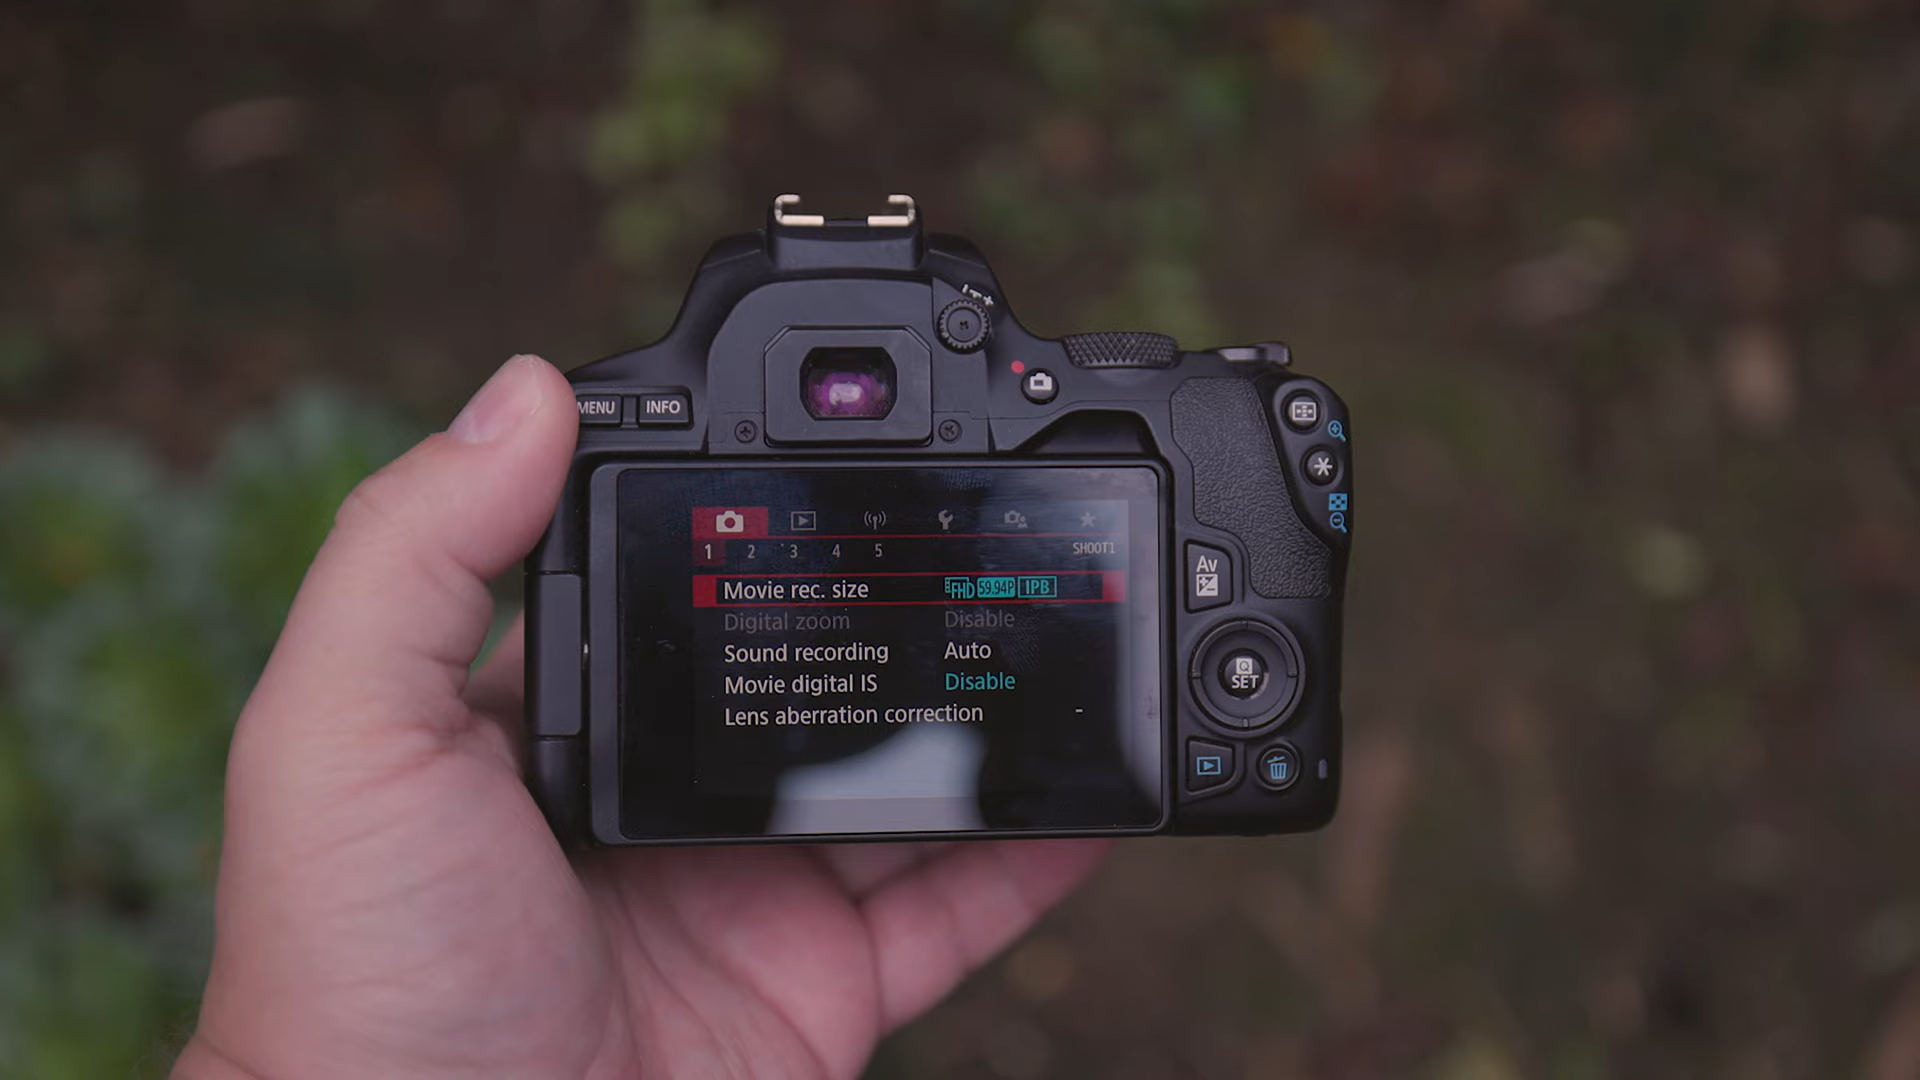 MENU INFO
1 2 3 4 5 SHOOT1
Movie rec. size FHD 59.94P IPB
Digital zoom Disable
Sound recording Auto
Movie digital IS Disable
Lens aberration correction -
Av
Q
SET